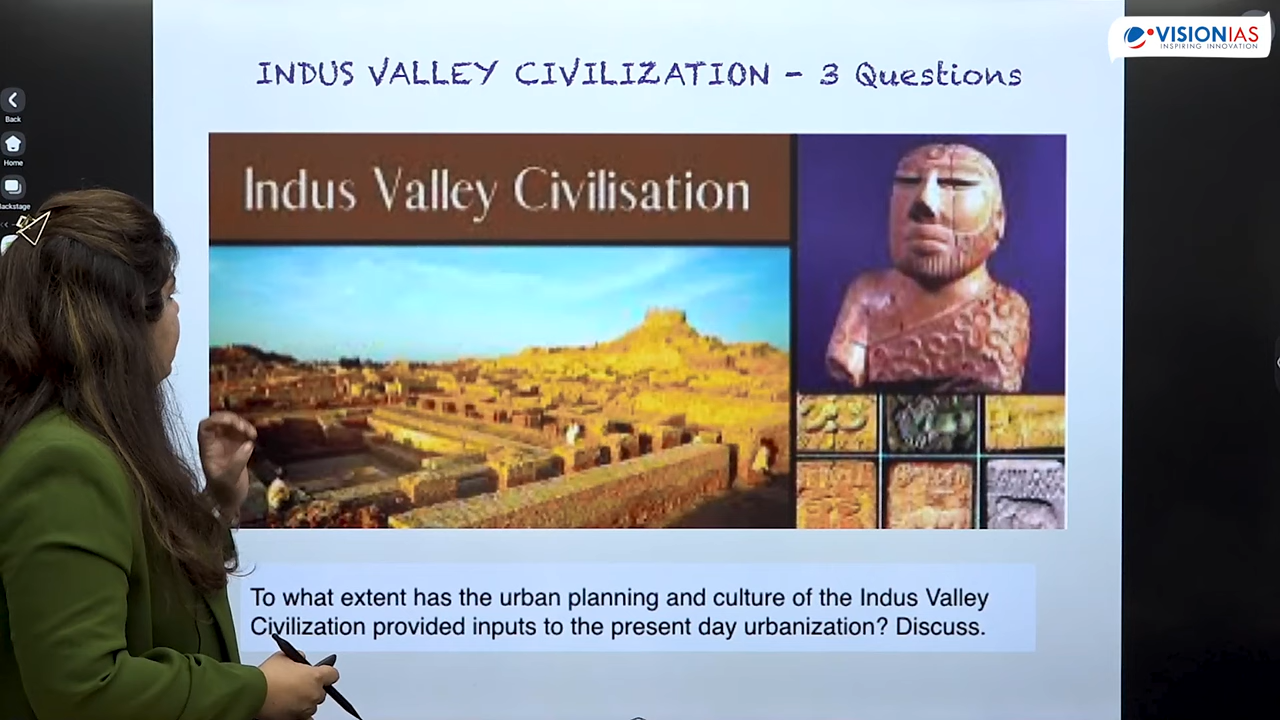 VISIONIAS
INSPIRING INNOVATION
INDUS VALLEY CIVILIZATION - 3 Questions
Back
Home
Backstage
Indus Valley Civilisation
To what extent has the urban planning and culture of the Indus Valley
Civilization provided inputs to the present day urbanization? Discuss.